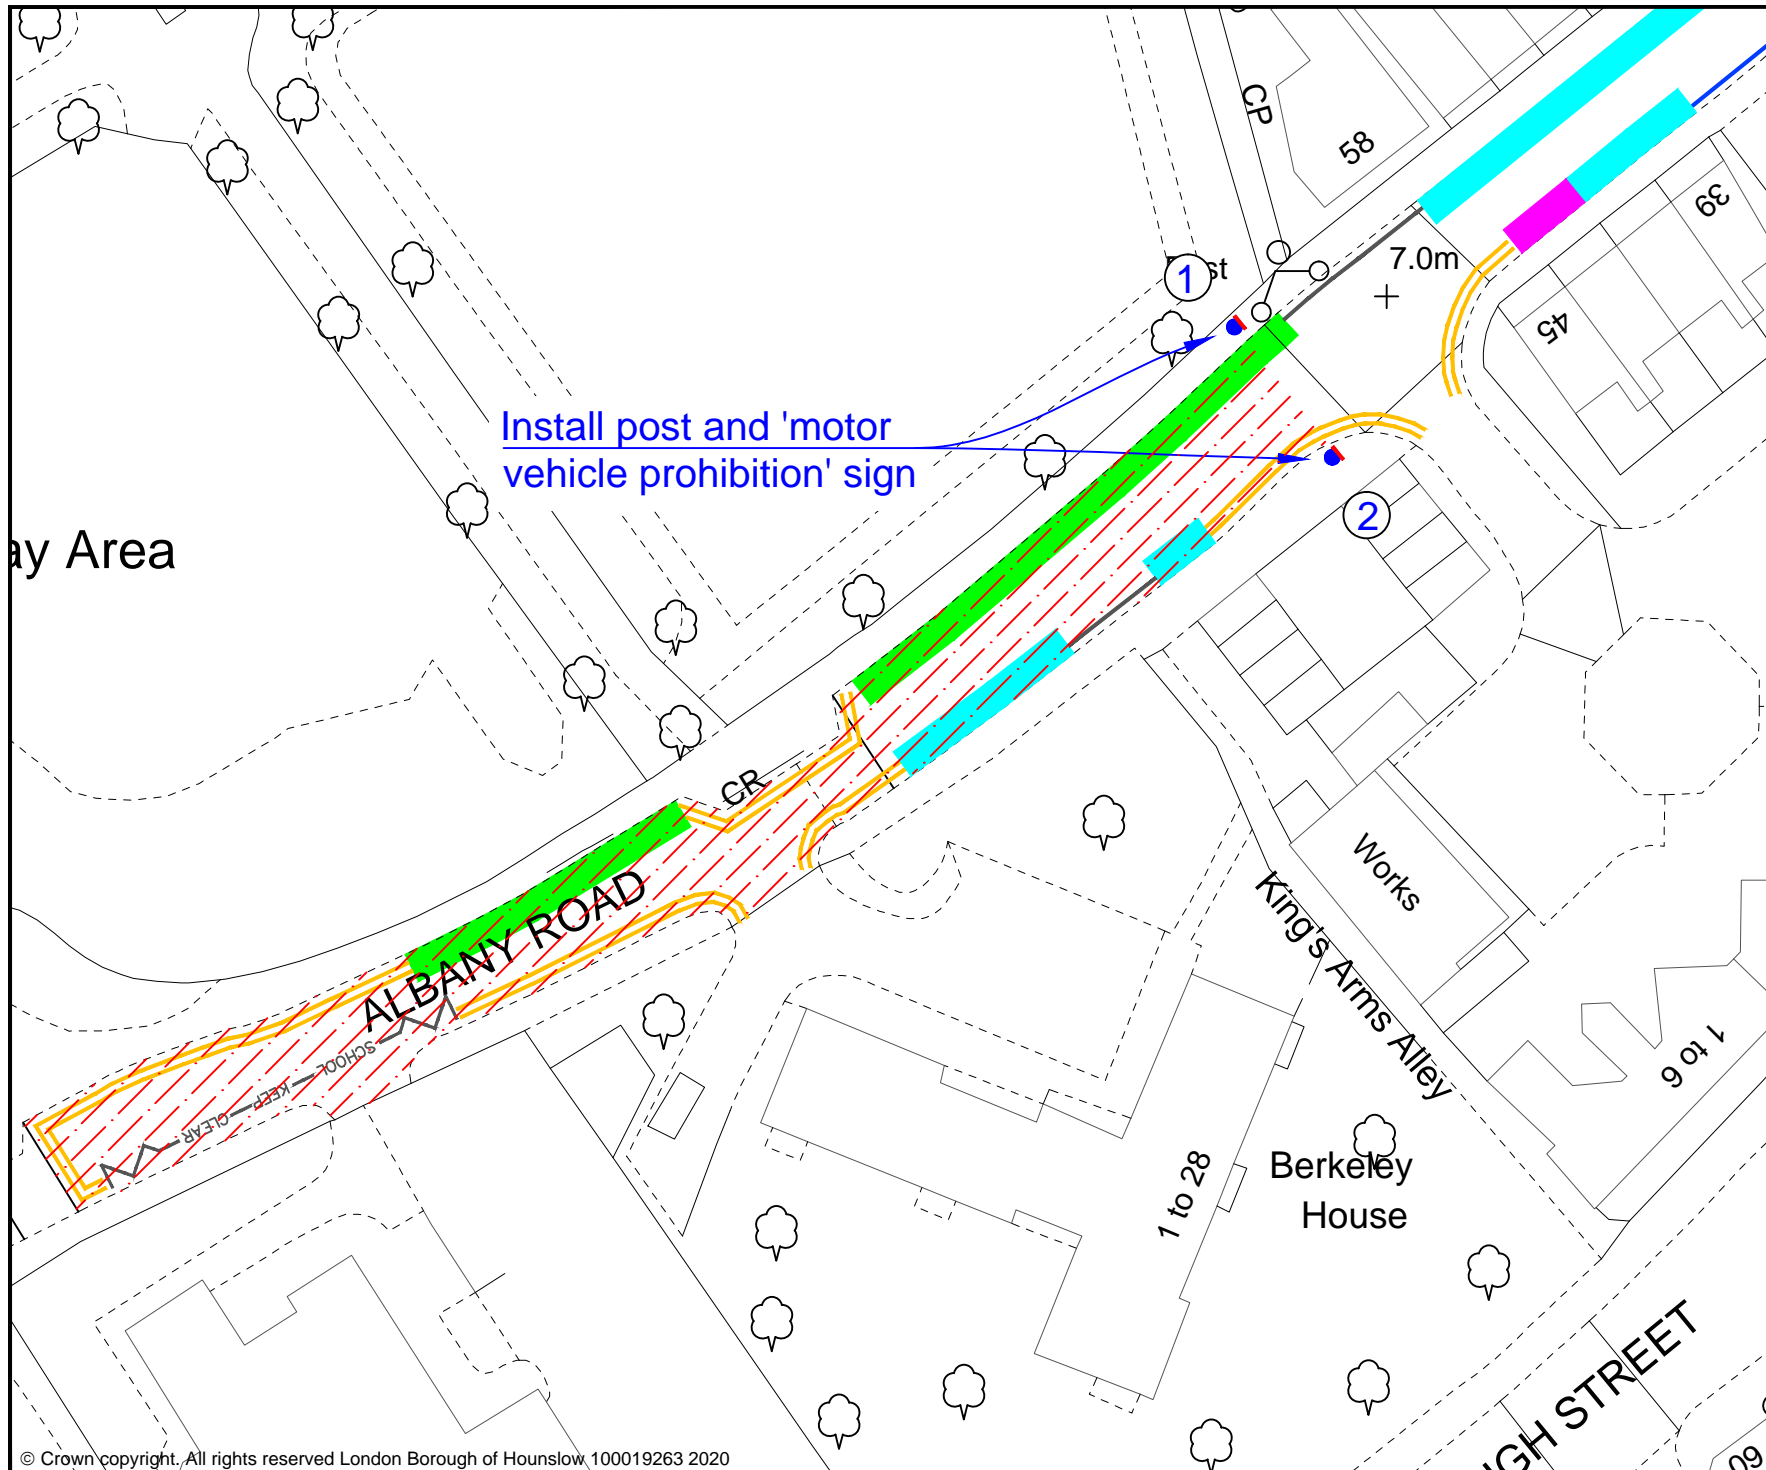 CP
58
39
7.0m
45
1
Install post and 'motor
vehicle prohibition' sign
2
ay Area
CR
ALBANY ROAD
SCHOOL
KEEP
CLEAR
Works
King's Arms Alley
1 to 6
1 to 28
Berkeley
House
IGH STREET
60
© Crown copyright. All rights reserved London Borough of Hounslow 100019263 2020